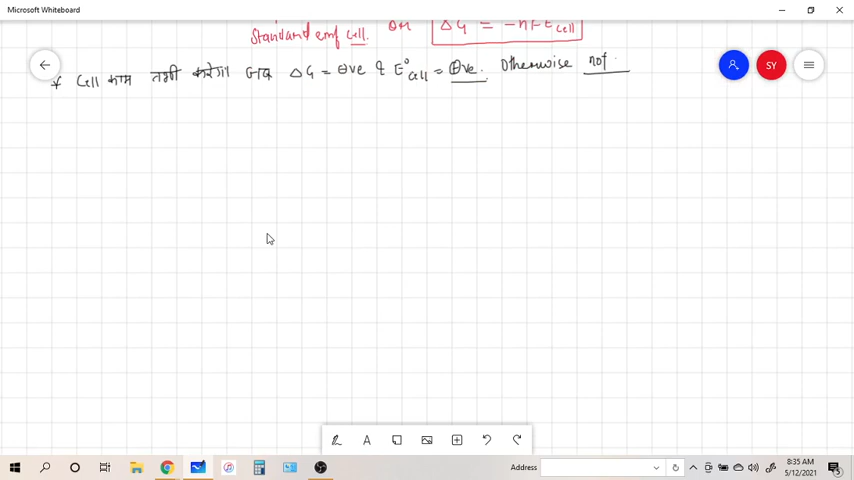 Microsoft Whiteboard
Standard emf cell. OR ΔG = -nFE cell
* Cell काम तभी करेगा जब ΔG = ⊖ve & E°cell = ⊕ve. Otherwise not.
SY
Address
8:35 AM
5/12/2021